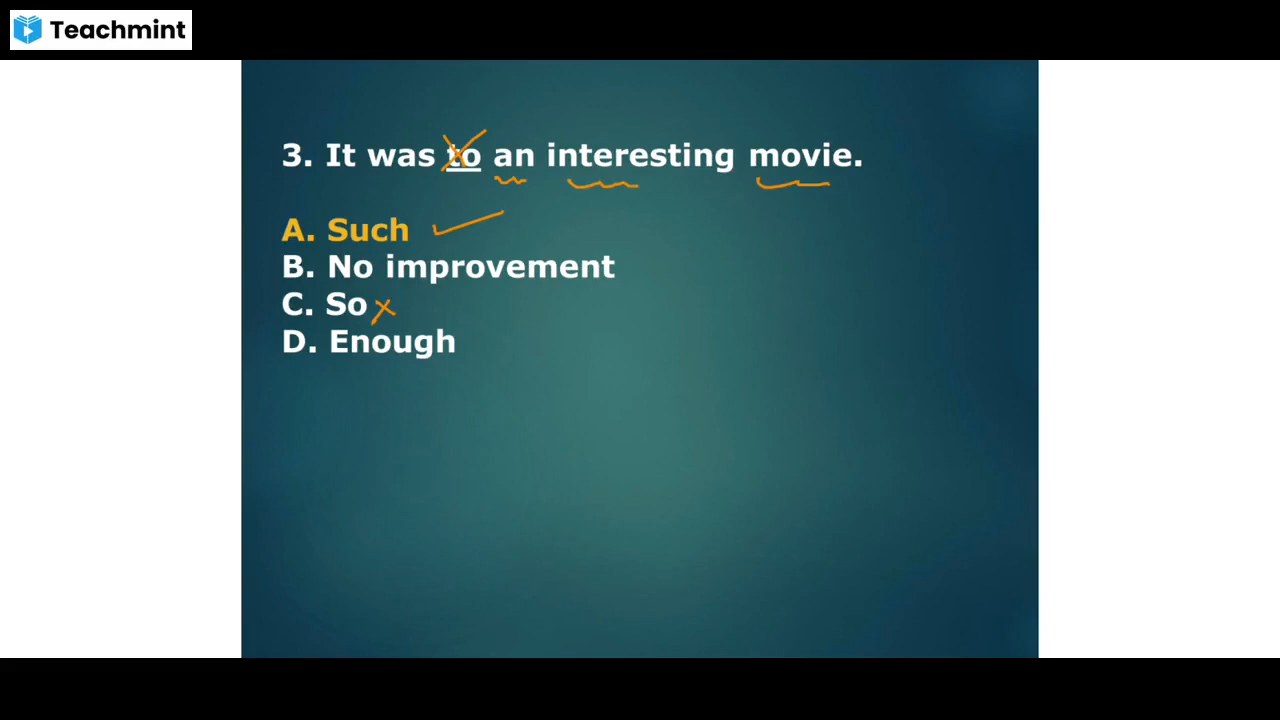 Teachmint
3. It was to an interesting movie.
A. Such
B. No improvement
C. So
D. Enough